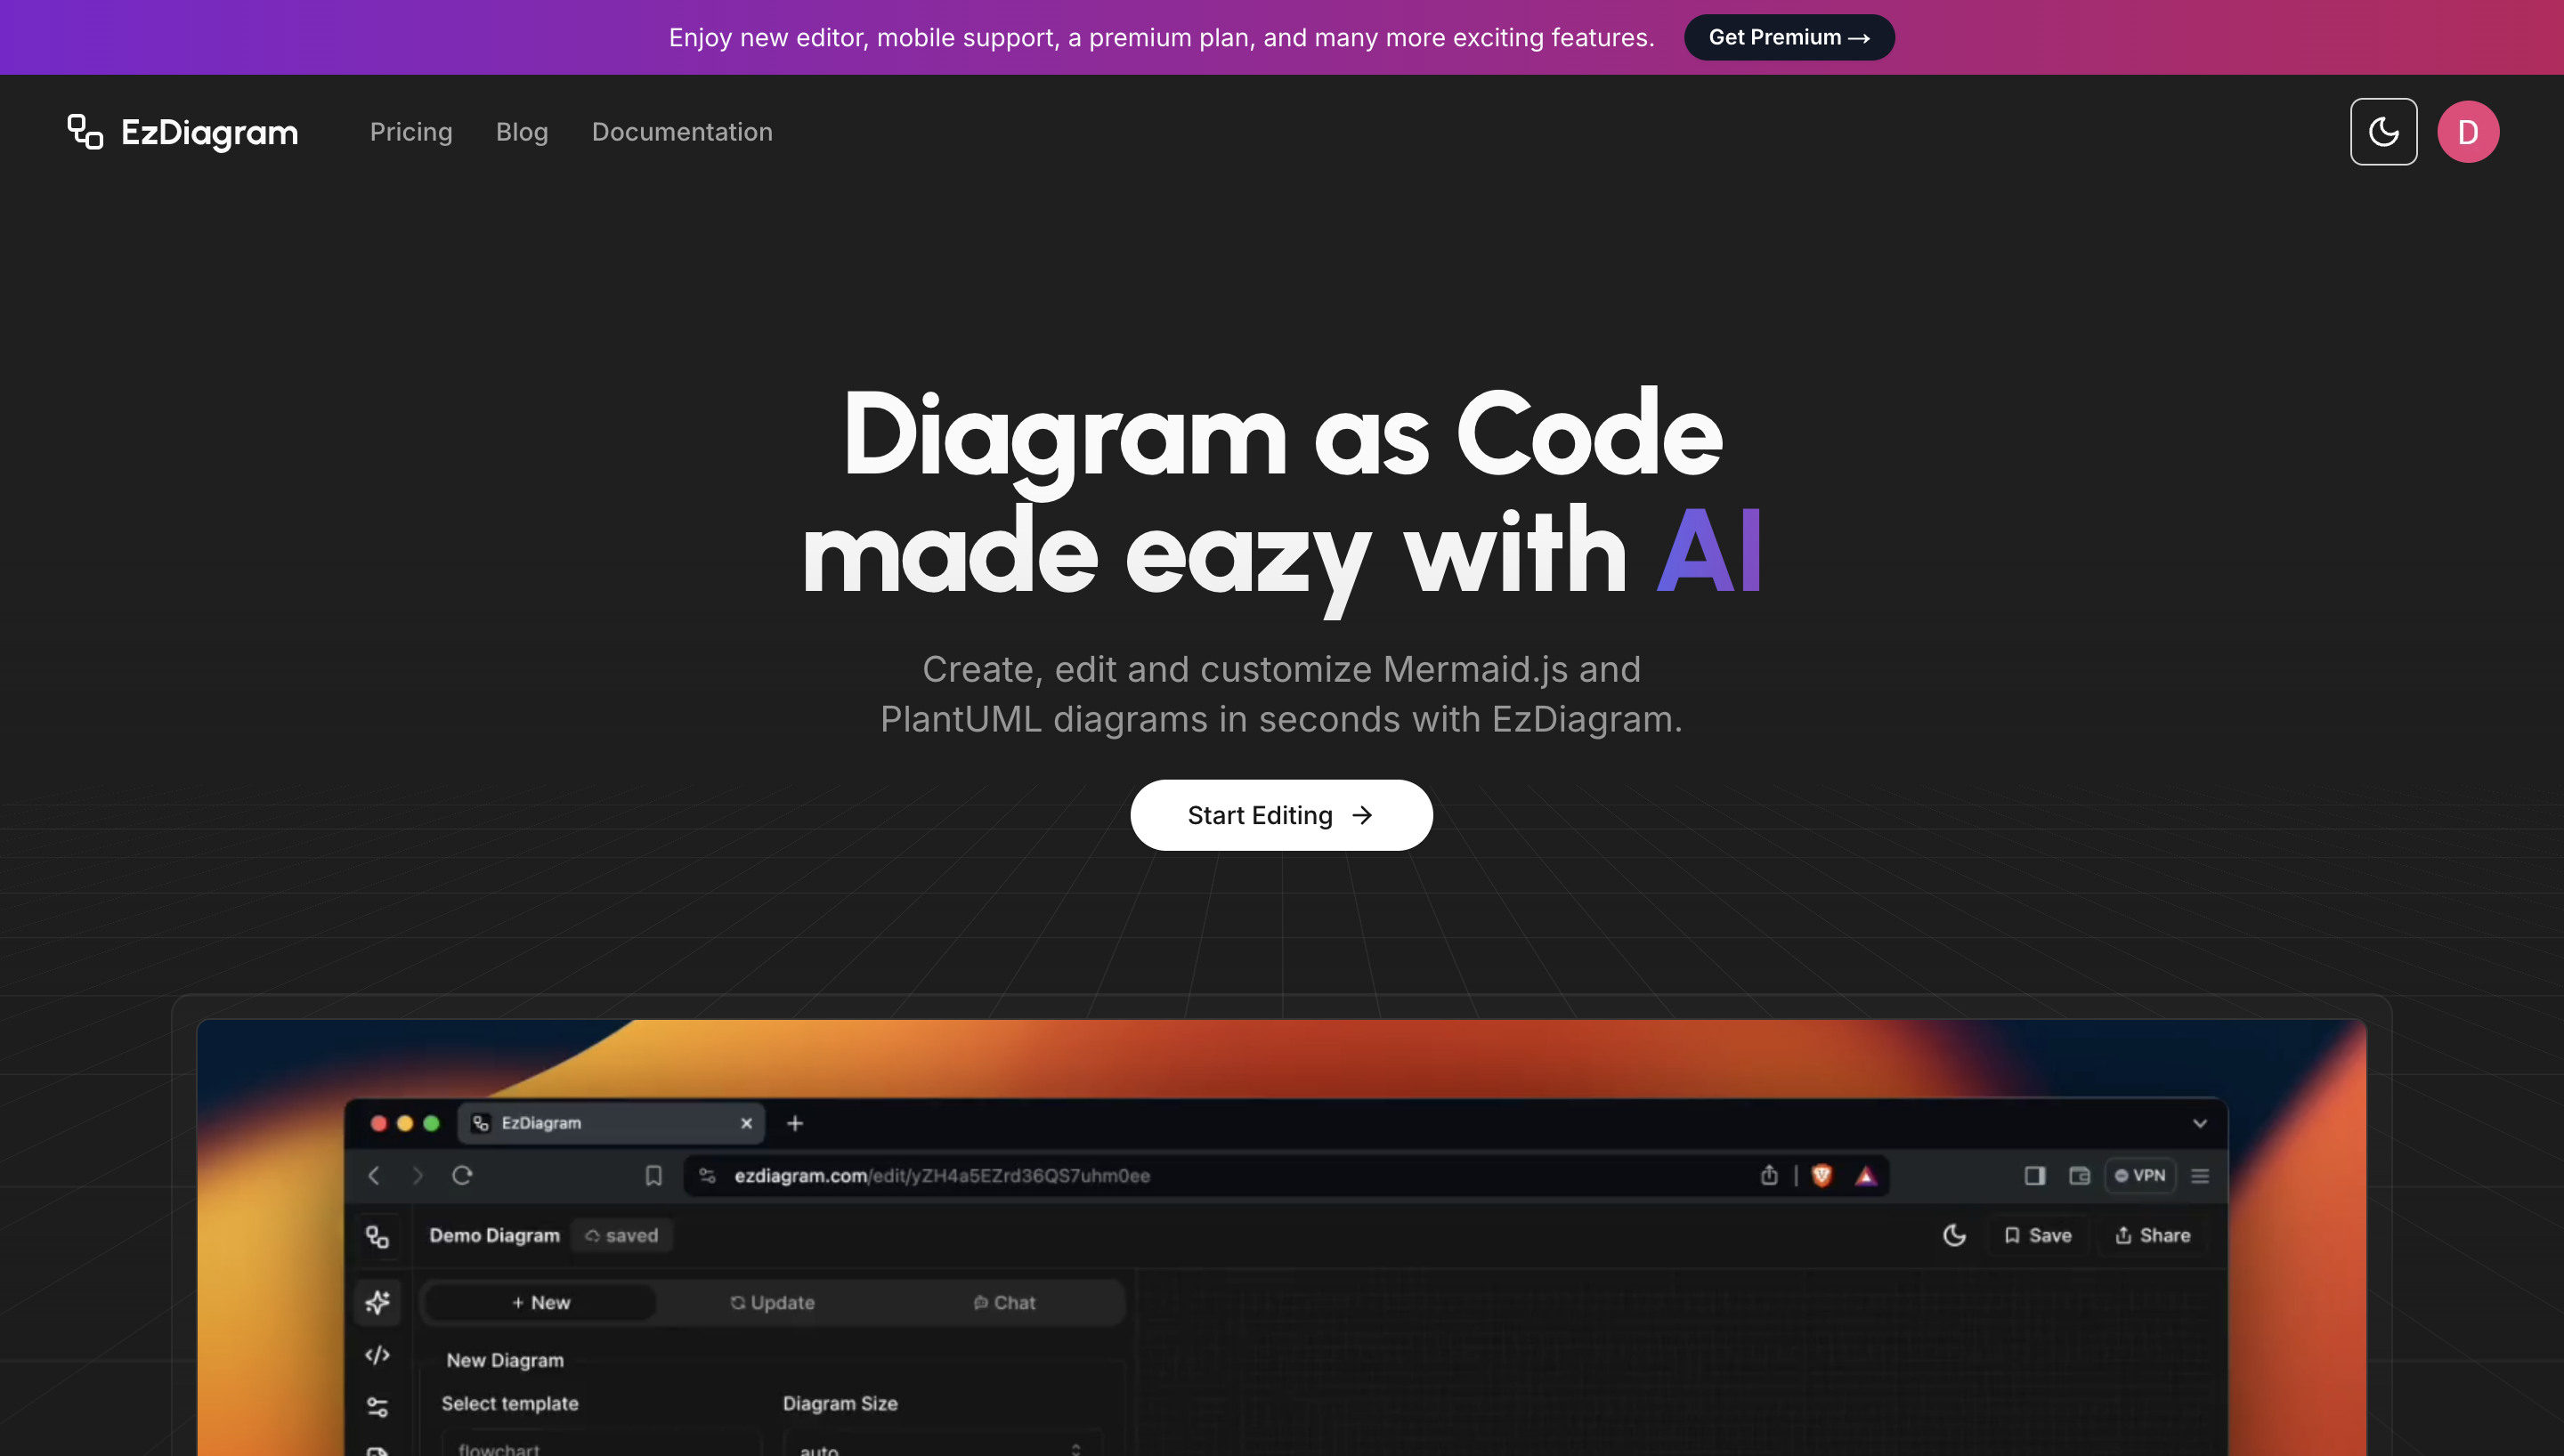 Enjoy new editor, mobile support, a premium plan, and many more exciting features.
Get Premium →
EzDiagram
Pricing
Blog
Documentation
D
Diagram as Code
made eazy with AI
Create, edit and customize Mermaid.js and
PlantUML diagrams in seconds with EzDiagram.
Start Editing →
EzDiagram
ezdiagram.com/edit/yZH4a5EZrd36QS7uhm0ee
VPN
Demo Diagram
saved
Save
Share
+ New
Update
Chat
New Diagram
Select template
Diagram Size
flowchart
auto